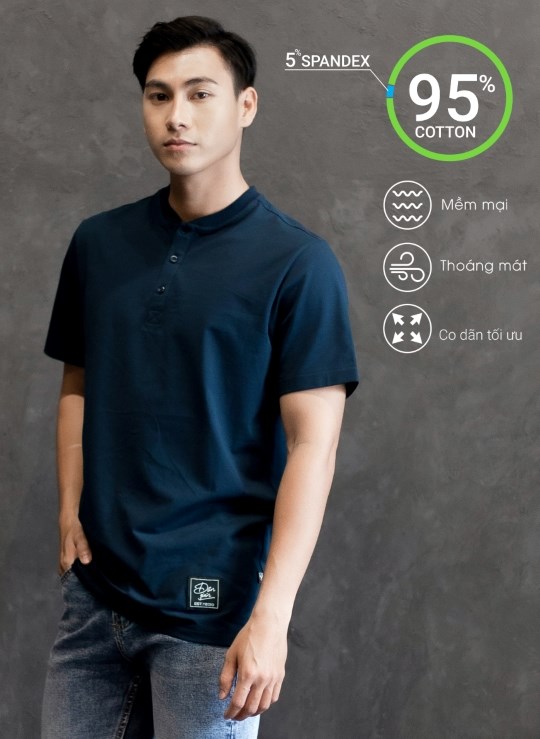 5% SPANDEX
95%
COTTON
Mềm mại
Thoáng mát
Co dãn tối ưu